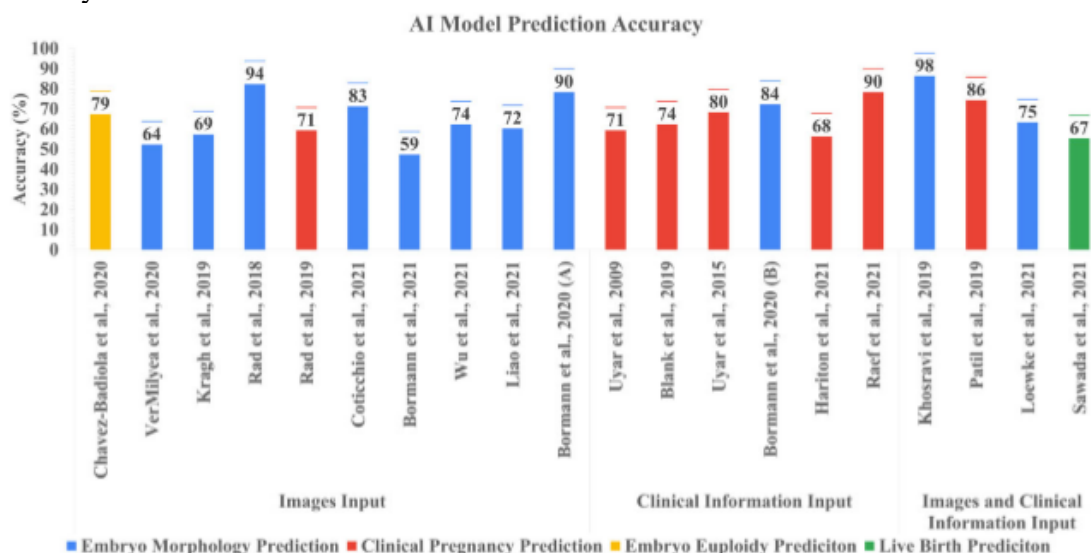 AI Model Prediction Accuracy
Accuracy (%)
100
90
80
70
60
50
40
30
20
10
0
79
64
69
94
71
83
59
74
72
90
71
74
80
84
68
90
98
86
75
67
Chavez-Badiola et al., 2020
VerMilyea et al., 2020
Kragh et al., 2019
Rad et al., 2018
Rad et al., 2019
Coticchio et al., 2021
Bormann et al., 2021
Wu et al., 2021
Liao et al., 2021
Bormann et al., 2020 (A)
Uyar et al., 2009
Blank et al., 2019
Uyar et al., 2015
Bormann et al., 2020 (B)
Hariton et al., 2021
Raef et al., 2021
Khosravi et al., 2019
Patil et al., 2019
Loewke et al., 2021
Sawada et al., 2021
Images Input
Clinical Information Input
Images and Clinical
Information Input
Embryo Morphology Prediction
Clinical Pregnancy Prediction
Embryo Euploidy Prediciton
Live Birth Prediciton